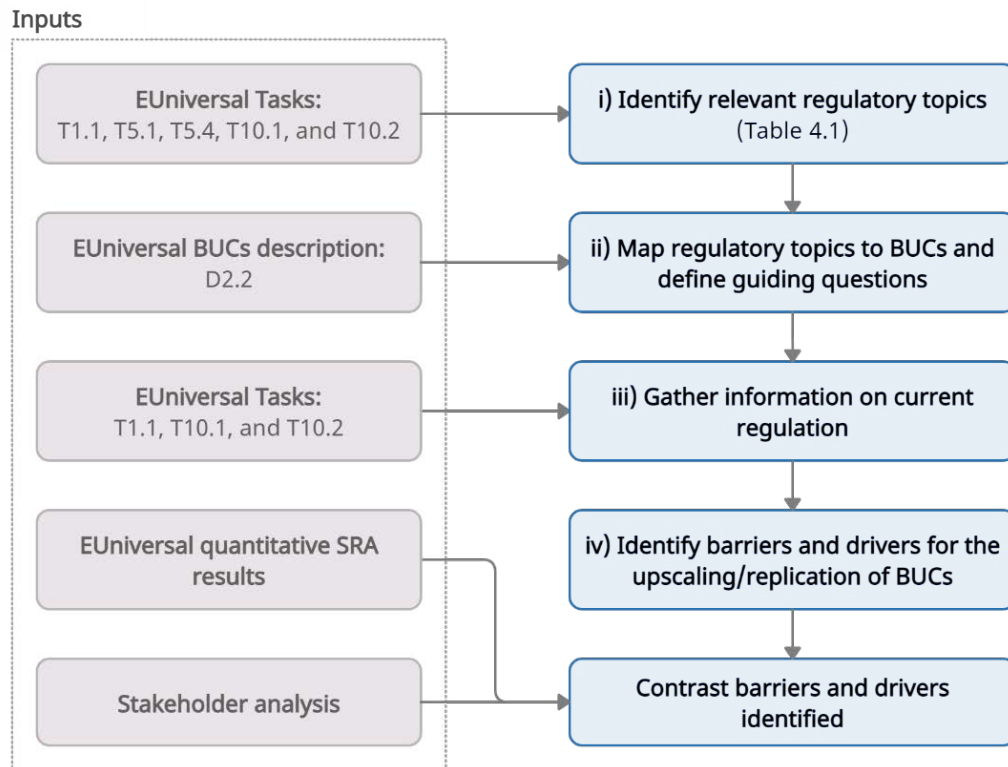 Inputs
EUniversal Tasks:
T1.1, T5.1, T5.4, T10.1, and T10.2
i) Identify relevant regulatory topics
(Table 4.1)
EUniversal BUCs description:
D2.2
ii) Map regulatory topics to BUCs and
define guiding questions
EUniversal Tasks:
T1.1, T10.1, and T10.2
iii) Gather information on current
regulation
EUniversal quantitative SRA
results
iv) Identify barriers and drivers for the
upscaling/replication of BUCs
Stakeholder analysis
Contrast barriers and drivers
identified